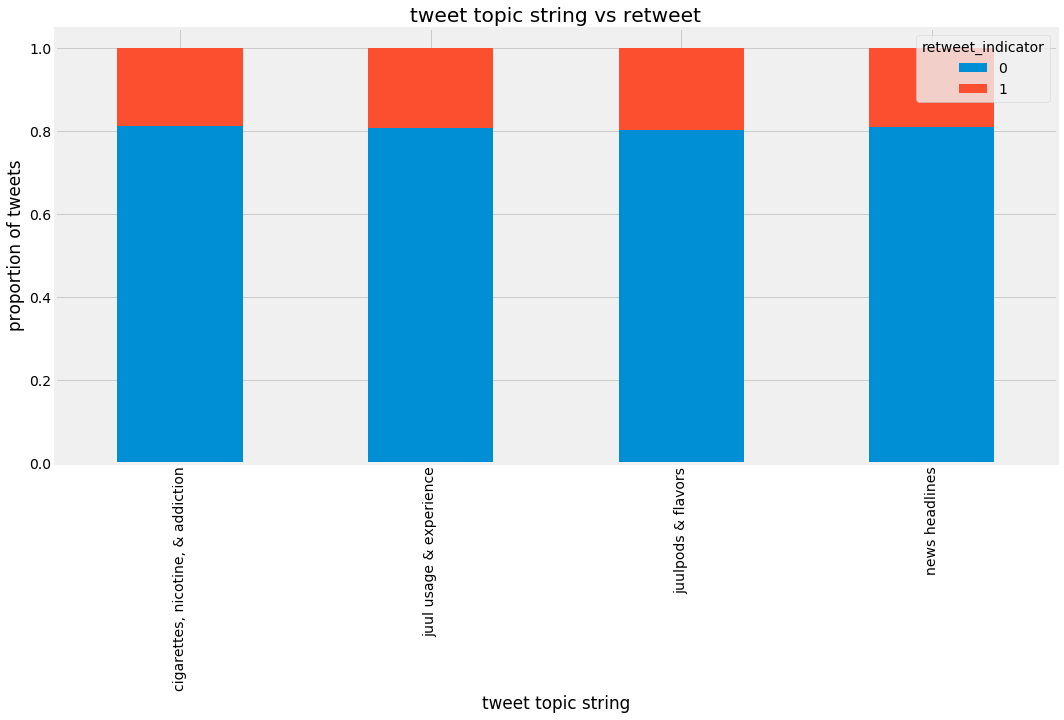 tweet topic string vs retweet
retweet_indicator
0
1
proportion of tweets
1.0
0.8
0.6
0.4
0.2
0.0
cigarettes, nicotine, & addiction
juul usage & experience
juulpods & flavors
news headlines
tweet topic string